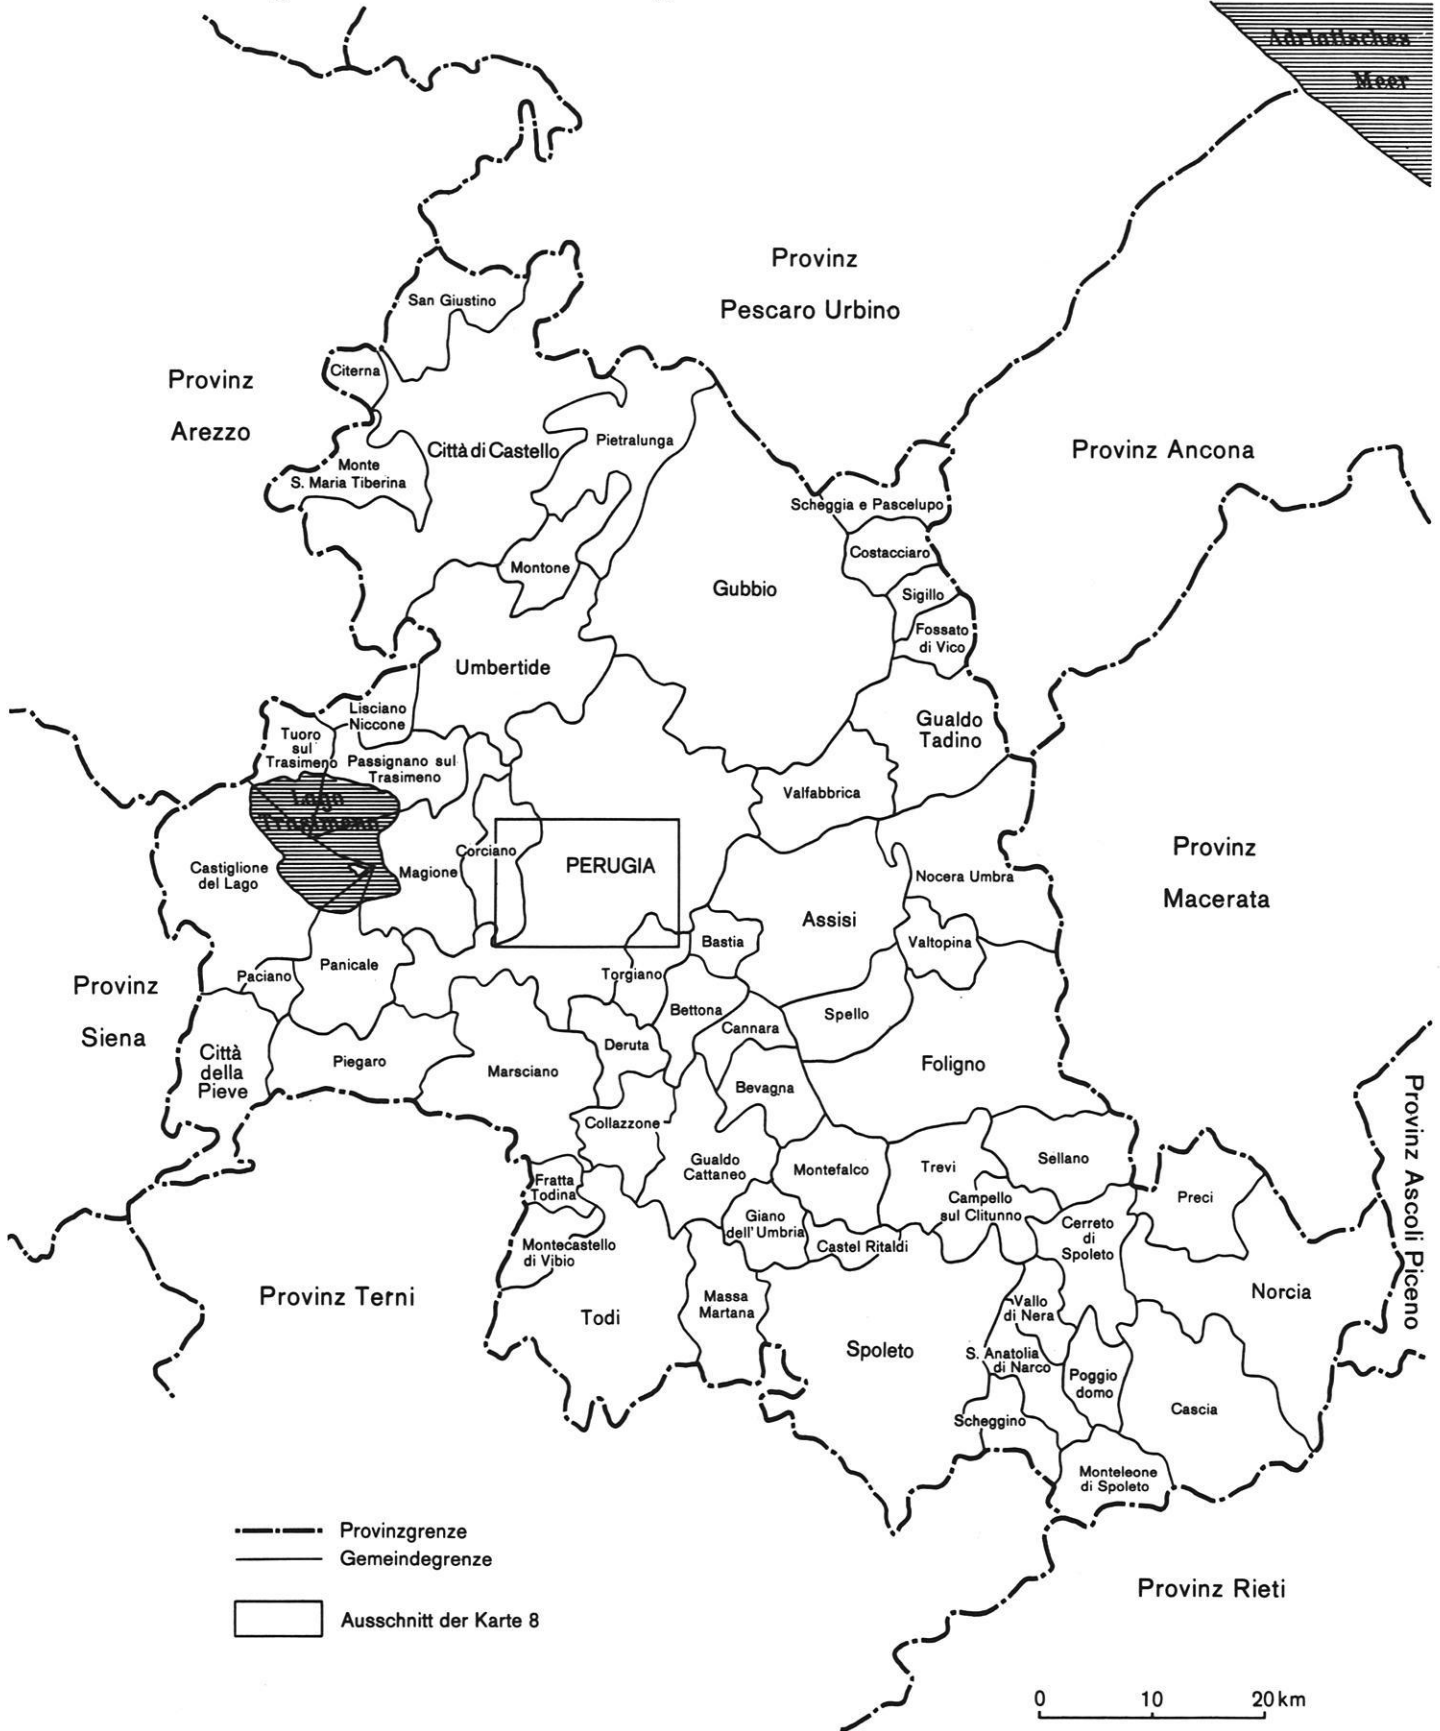 Adriatisches
Meer
Provinz
Pescaro Urbino
San Giustino
Citerna
Provinz
Arezzo
Città di Castello
Pietralunga
Provinz Ancona
Monte
S. Maria Tiberina
Scheggia e Pascelupo
Costacciaro
Montone
Gubbio
Sigillo
Fossato
di Vico
Umbertide
Lisciano
Niccone
Gualdo
Tadino
Tuoro
sul
Trasimeno
Passignano sul
Trasimeno
Valfabbrica
Lago
Trasimeno
Corciano
PERUGIA
Provinz
Macerata
Castiglione
del Lago
Magione
Nocera Umbra
Assisi
Bastia
Valtopina
Paciano
Panicale
Torgiano
Provinz
Siena
Bettona
Cannara
Spello
Città
della
Pieve
Piegaro
Marsciano
Deruta
Foligno
Bevagna
Collazzone
Gualdo
Cattaneo
Montefalco
Trevi
Sellano
Provinz Ascoli Piceno
Fratta
Todina
Campello
sul Clitunno
Preci
Giano
dell'Umbria
Cerreto
di
Spoleto
Montecastello
di Vibio
Castel Ritaldi
Provinz Terni
Todi
Massa
Martana
Vallo
di Nera
Norcia
Spoleto
S. Anatolia
di Narco
Poggio
domo
Cascia
Scheggino
Monteleone
di Spoleto
Provinzgrenze
Gemeindegrenze
Ausschnitt der Karte 8
Provinz Rieti
0 10 20 km